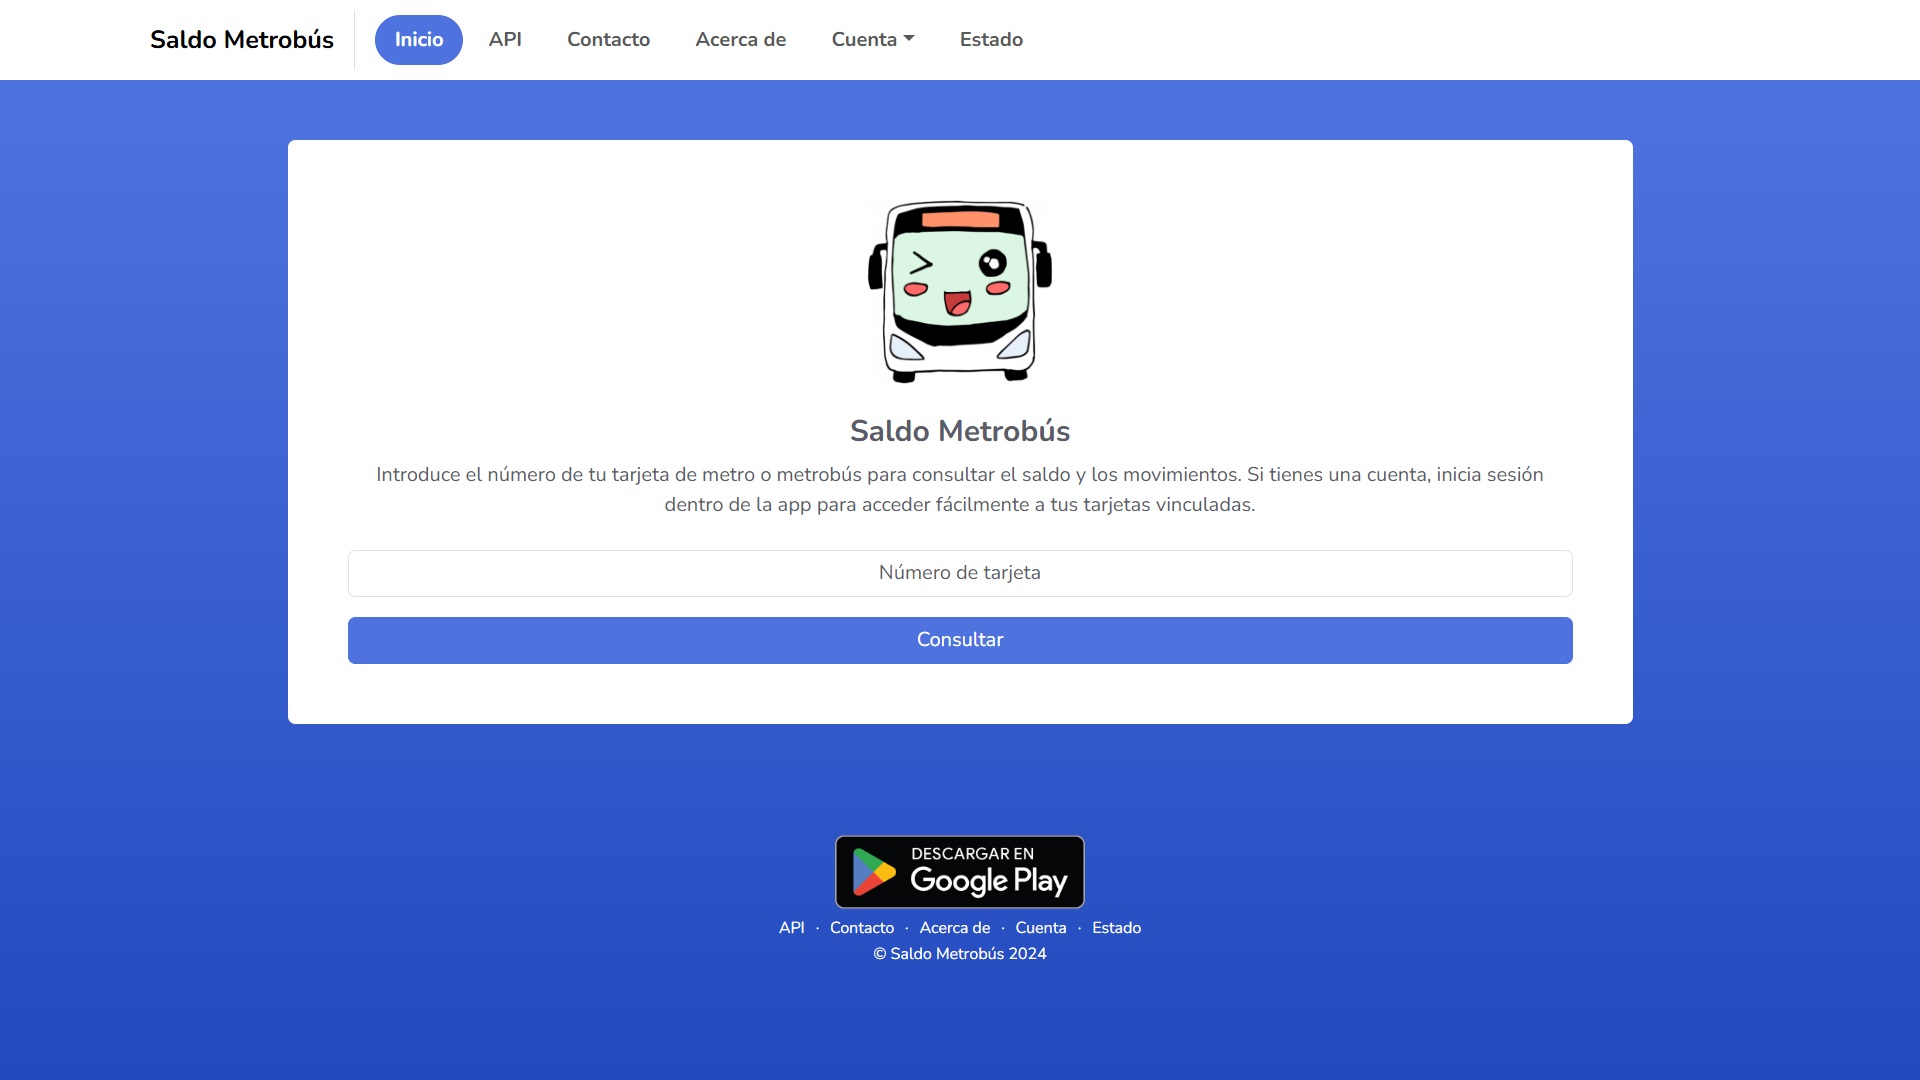 Saldo Metrobús
Inicio
API
Contacto
Acerca de
Cuenta
Estado
Saldo Metrobús
Introduce el número de tu tarjeta de metro o metrobús para consultar el saldo y los movimientos. Si tienes una cuenta, inicia sesión
dentro de la app para acceder fácilmente a tus tarjetas vinculadas.
Número de tarjeta
Consultar
DESCARGAR EN
Google Play
API · Contacto · Acerca de · Cuenta · Estado
© Saldo Metrobús 2024